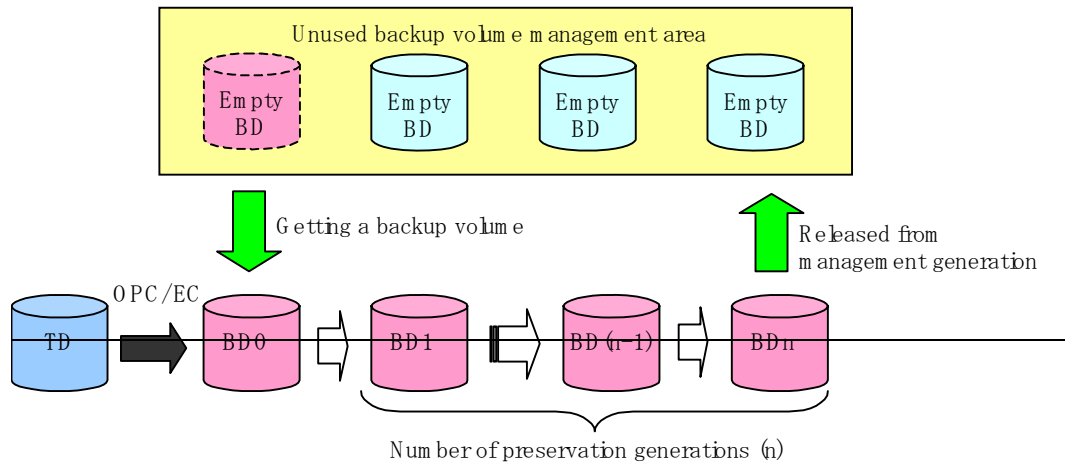 Unused backup volume management area
Empty BD
Empty BD
Empty BD
Empty BD
Getting a backup volume
Released from
management generation
OPC/EC
TD
BD0
BD1
BD(n-1)
BDn
Number of preservation generations (n)